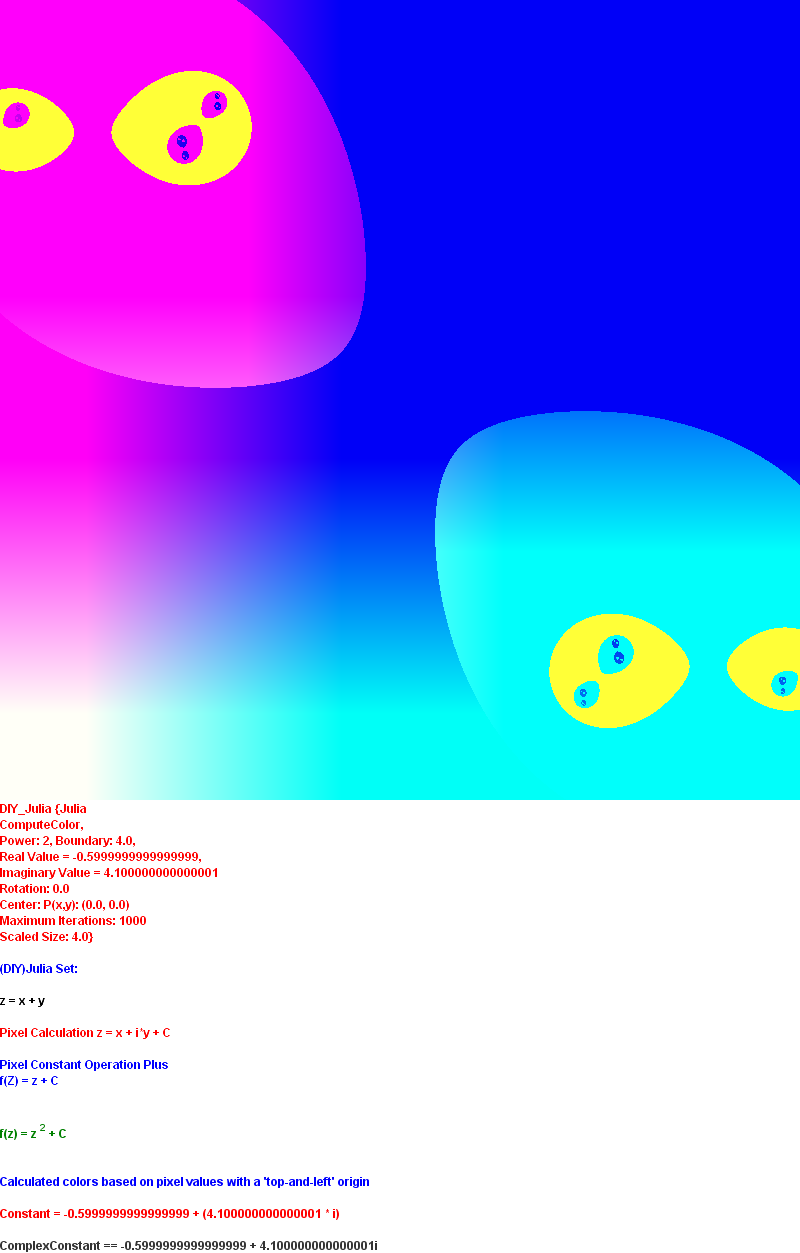 DIY_Julia {Julia
ComputeColor,
Power: 2, Boundary: 4.0,
Real Value = -0.5999999999999999,
Imaginary Value = 4.100000000000001
Rotation: 0.0
Center: P(x,y): (0.0, 0.0)
Maximum Iterations: 1000
Scaled Size: 4.0}
(DIY)Julia Set:
z = x + y
Pixel Calculation z = x + i*y + C
Pixel Constant Operation Plus
f(Z) = z + C
f(z) = z ² + C
Calculated colors based on pixel values with a 'top-and-left' origin
Constant = -0.5999999999999999 + (4.100000000000001 * i)
ComplexConstant == -0.5999999999999999 + 4.100000000000001i